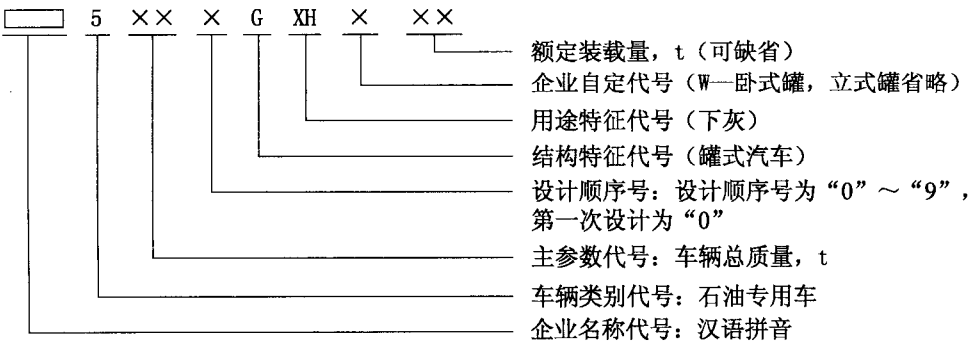 5 ×× × G XH × ××
额定装载量，t（可缺省）
企业自定代号（W—卧式罐，立式罐省略）
用途特征代号（下灰）
结构特征代号（罐式汽车）
设计顺序号：设计顺序号为“0”～“9”，
第一次设计为“0”
主参数代号：车辆总质量，t
车辆类别代号：石油专用车
企业名称代号：汉语拼音